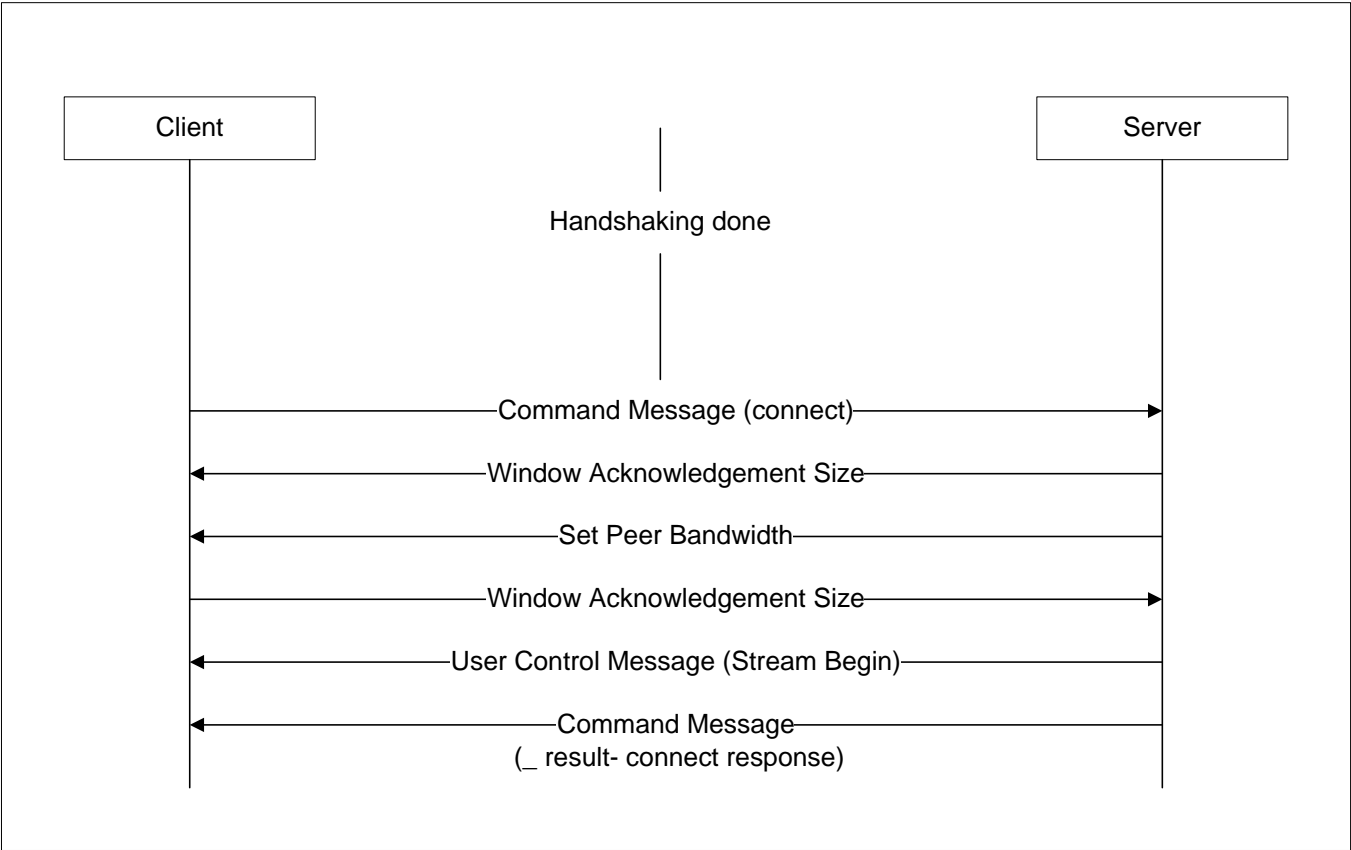 Client
Server
Handshaking done
Command Message (connect)
Window Acknowledgement Size
Set Peer Bandwidth
Window Acknowledgement Size
User Control Message (Stream Begin)
Command Message
(_ result- connect response)